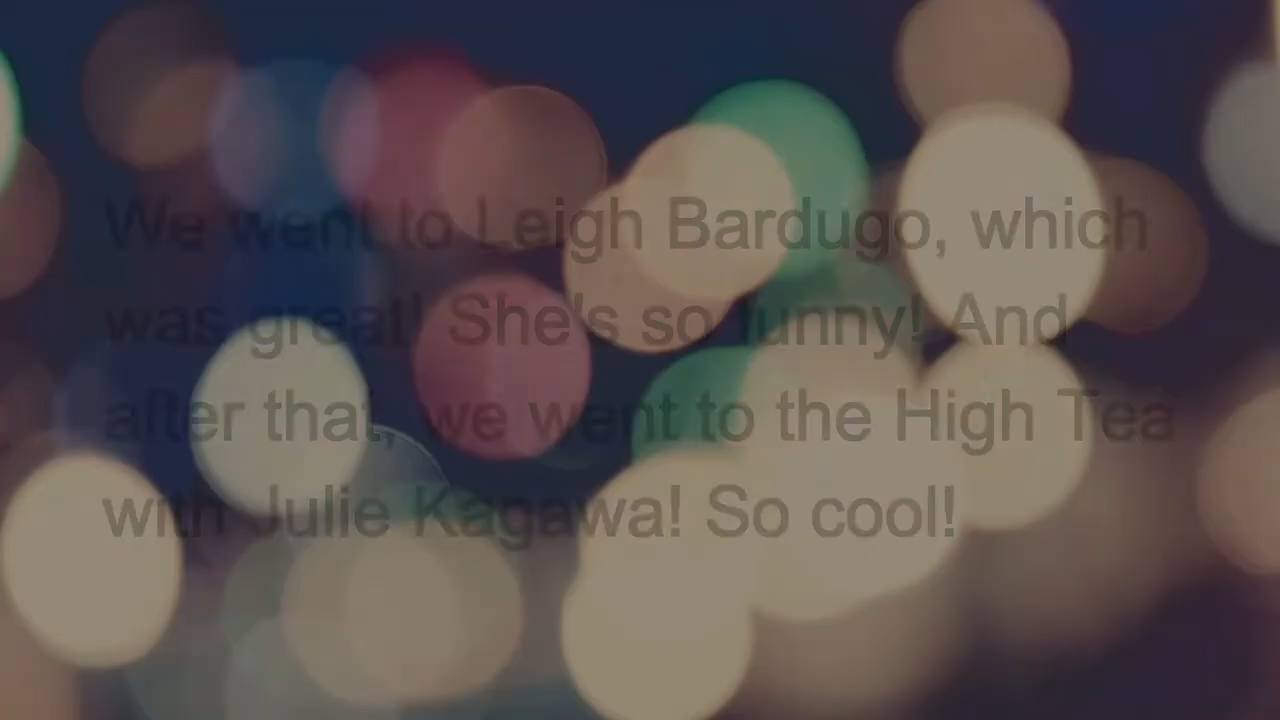 We went to Leigh Bardugo, which
was great! She's so funny! And
after that, we went to the High Tea
with Julie Kagawa! So cool!